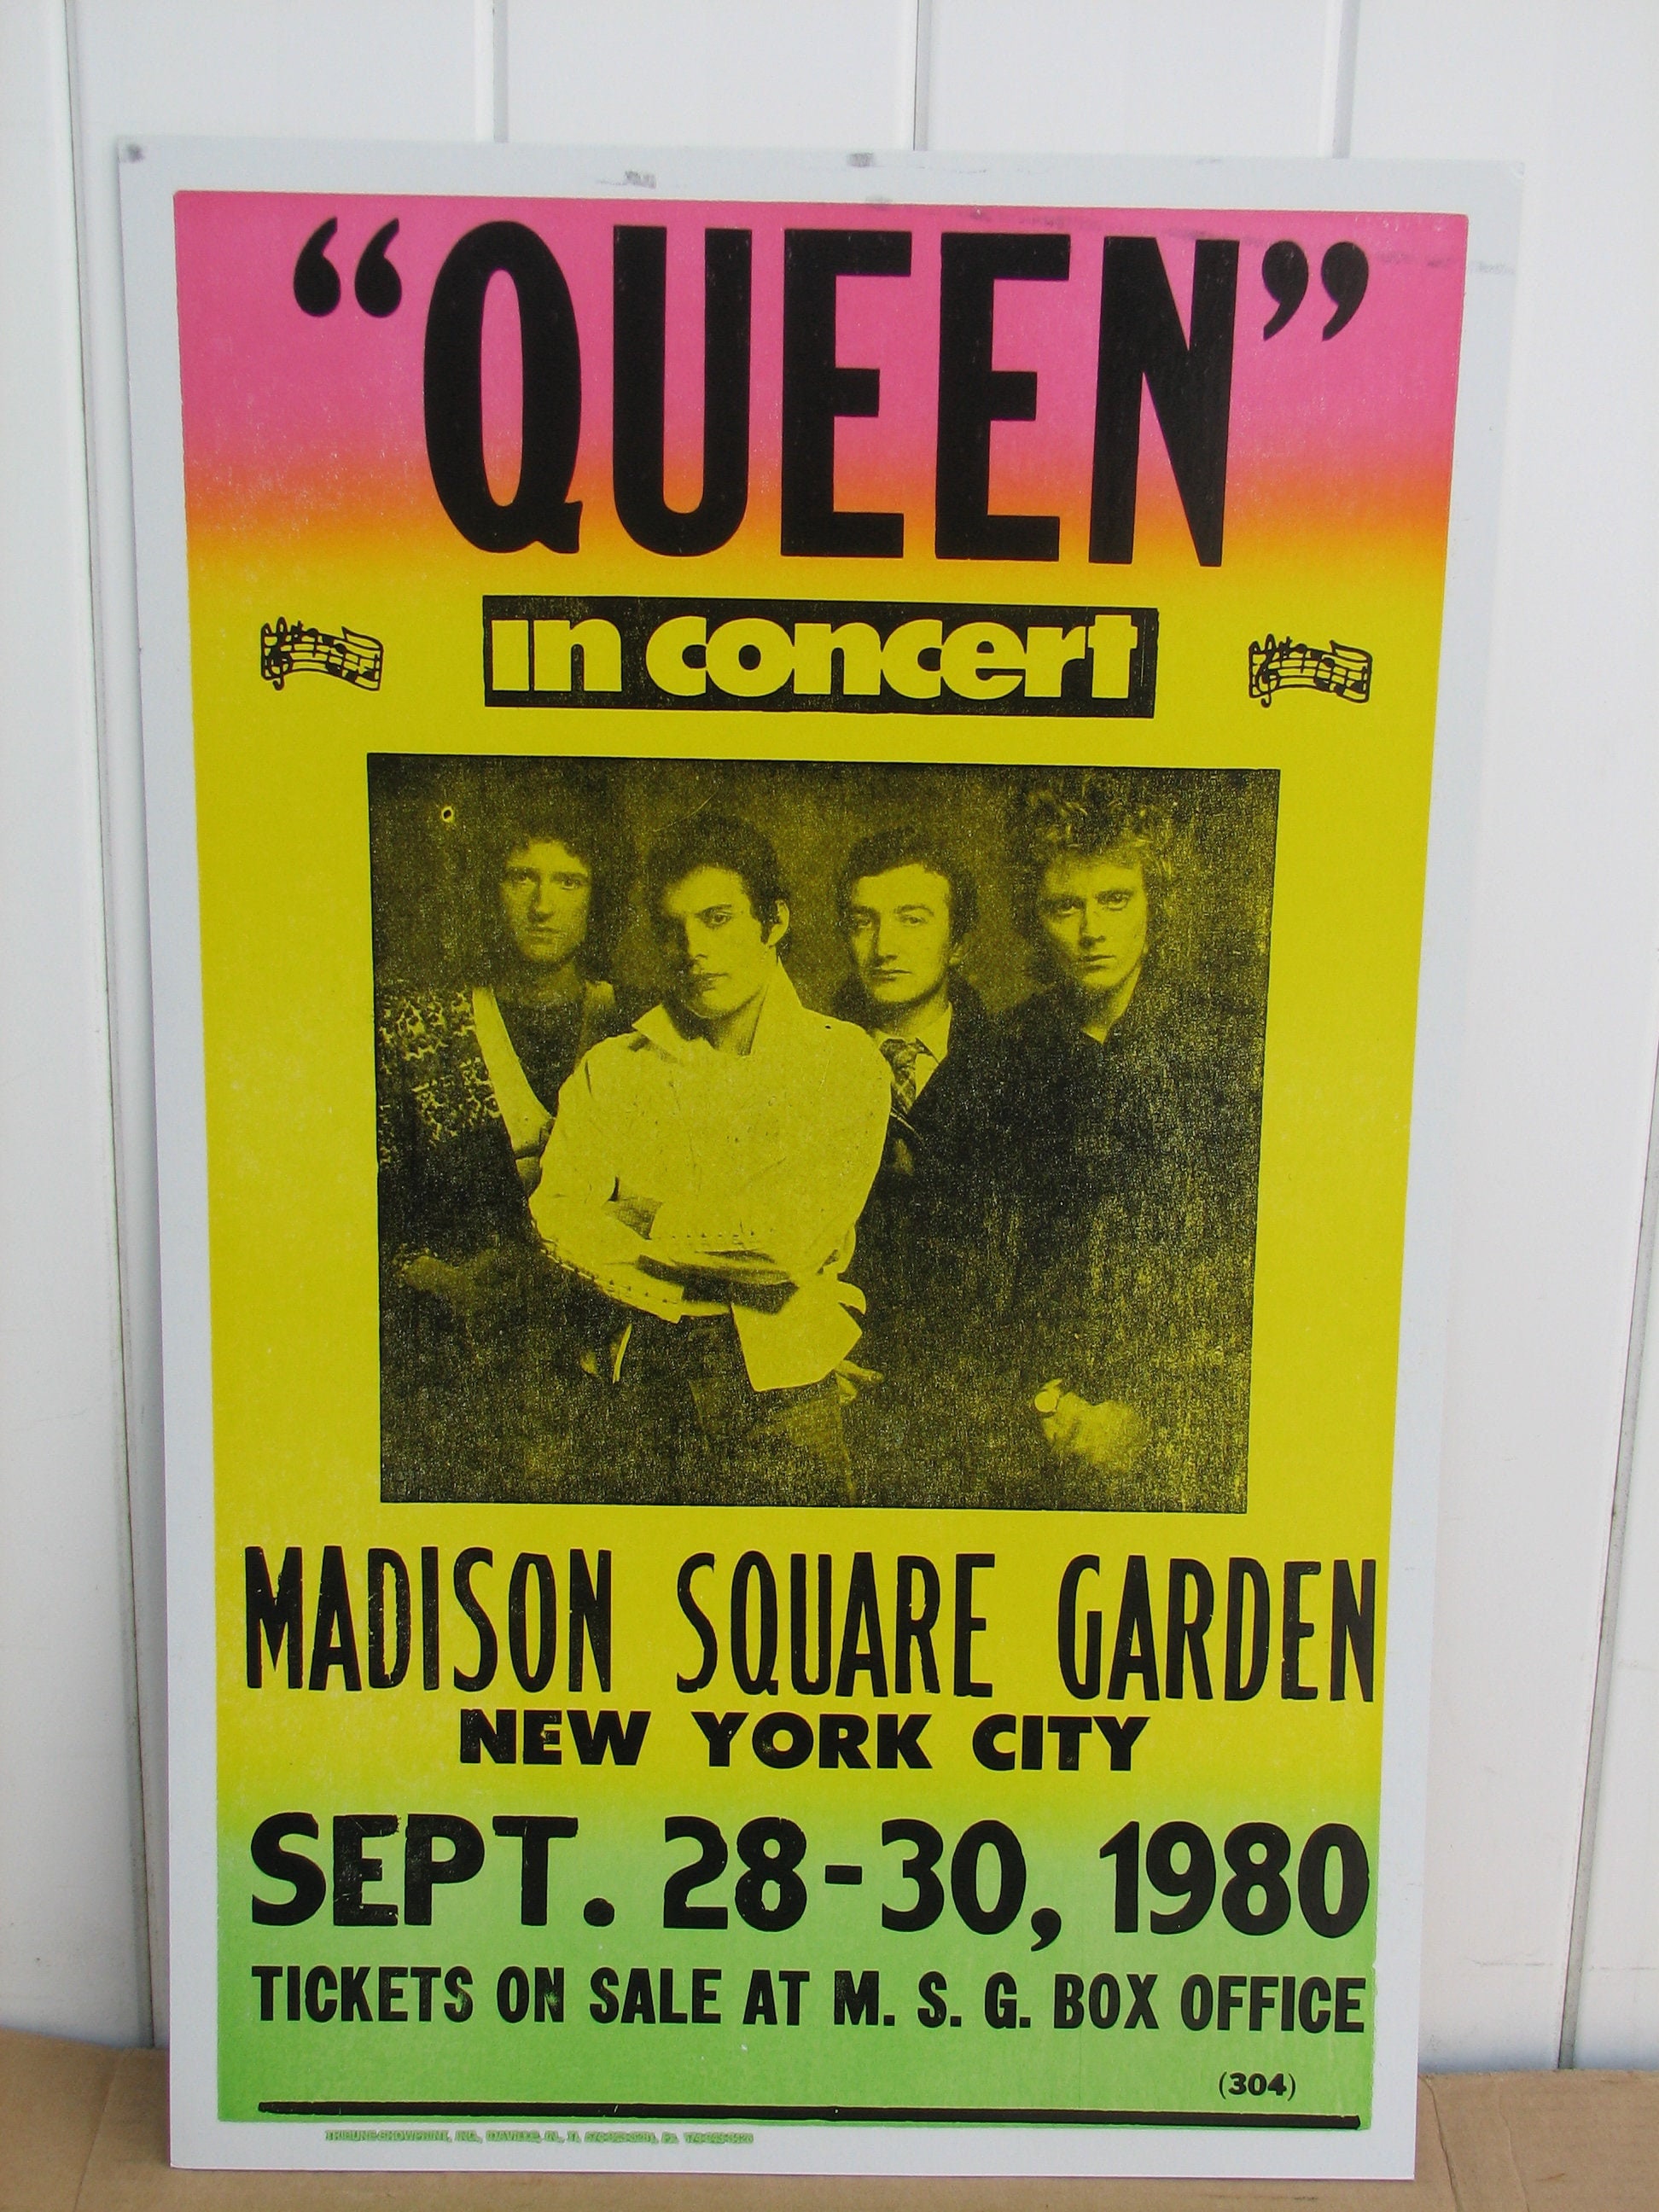 “QUEEN”
in concert
MADISON SQUARE GARDEN
NEW YORK CITY
SEPT. 28-30, 1980
TICKETS ON SALE AT M. S. G. BOX OFFICE
(304)